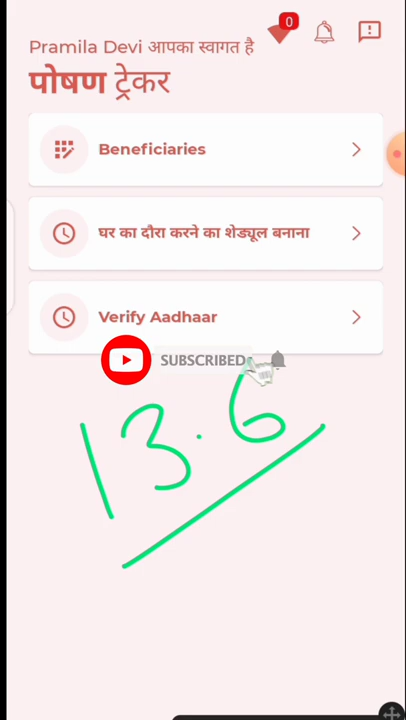 0
Pramila Devi आपका स्वागत है
पोषण ट्रेकर
Beneficiaries
घर का दौरा करने का शेड्यूल बनाना
Verify Aadhaar
SUBSCRIBED
13.6